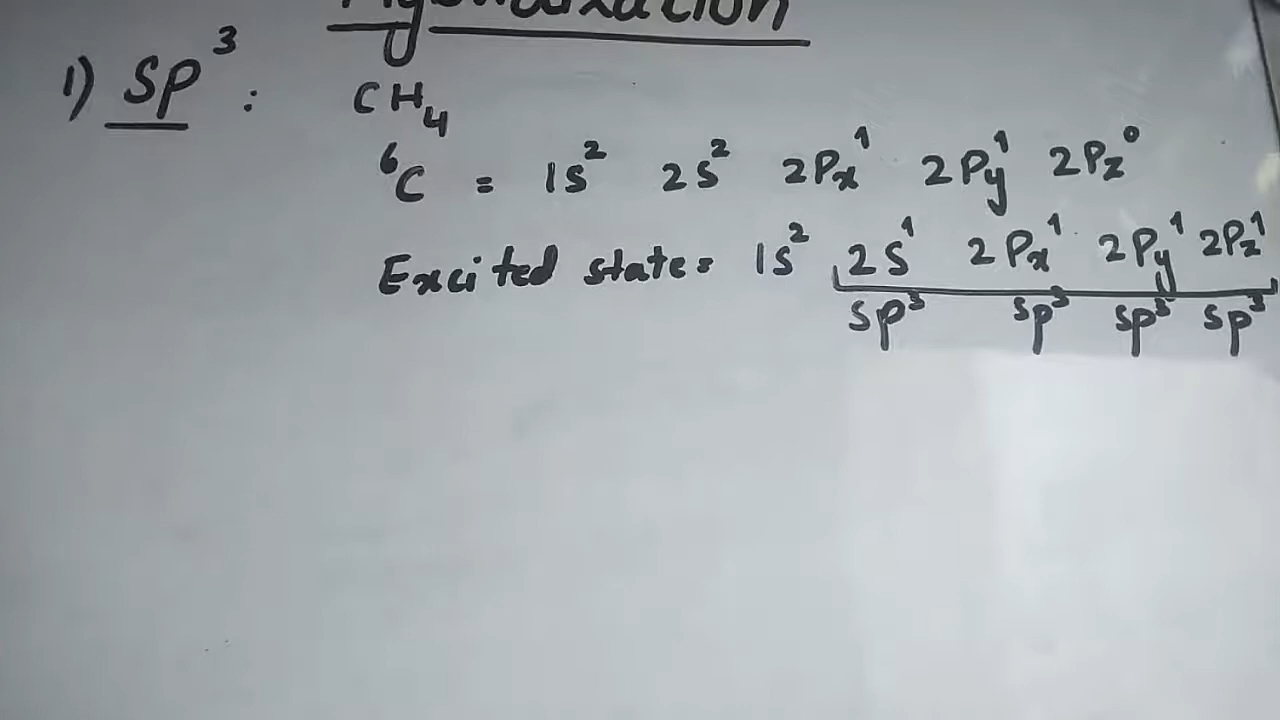 Hybridization
1) SP³ : CH₄
⁶C = 1S² 2S² 2Px¹ 2Py¹ 2Pz⁰
Excited state = 1S² 2S¹ 2Px¹ 2Py¹ 2Pz¹
SP³ SP³ SP³ SP³